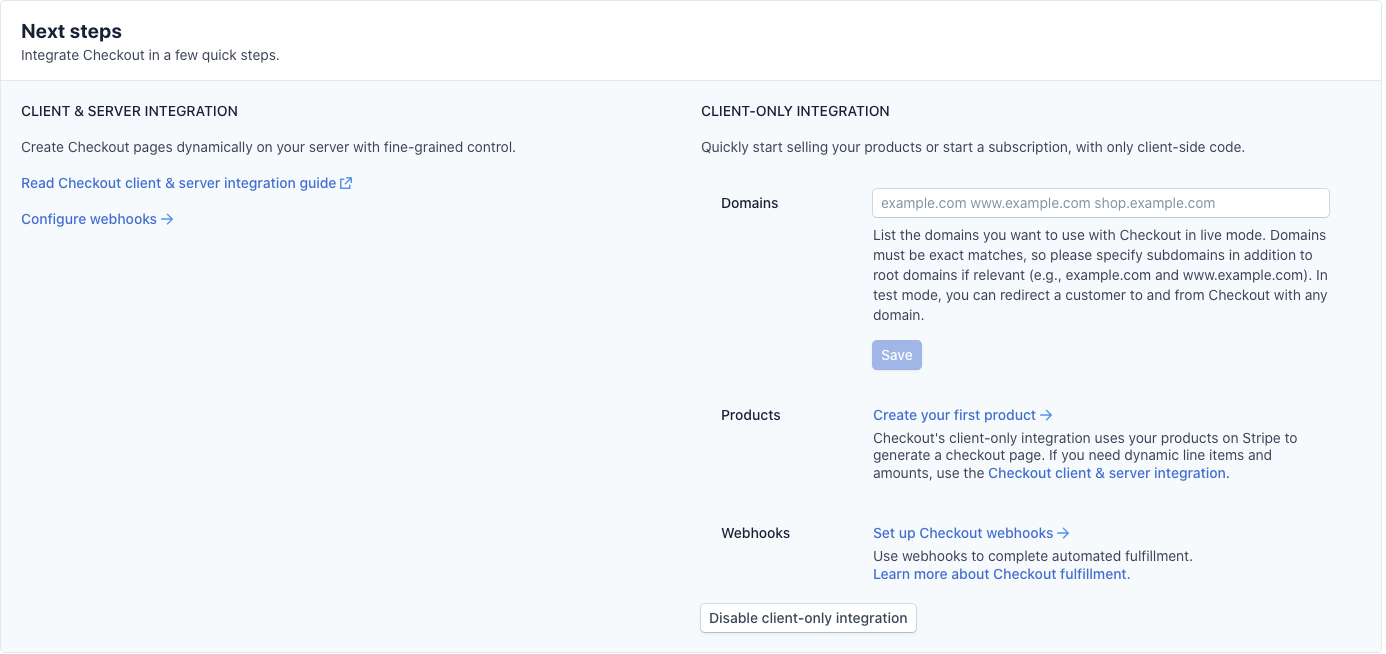 Next steps
Integrate Checkout in a few quick steps.
CLIENT & SERVER INTEGRATION
Create Checkout pages dynamically on your server with fine-grained control.
Read Checkout client & server integration guide
Configure webhooks →
CLIENT-ONLY INTEGRATION
Quickly start selling your products or start a subscription, with only client-side code.
Domains
example.com www.example.com shop.example.com
List the domains you want to use with Checkout in live mode. Domains
must be exact matches, so please specify subdomains in addition to
root domains if relevant (e.g., example.com and www.example.com). In
test mode, you can redirect a customer to and from Checkout with any
domain.
Save
Products
Create your first product →
Checkout's client-only integration uses your products on Stripe to
generate a checkout page. If you need dynamic line items and
amounts, use the Checkout client & server integration.
Webhooks
Set up Checkout webhooks →
Use webhooks to complete automated fulfillment.
Learn more about Checkout fulfillment.
Disable client-only integration